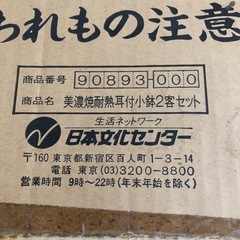 われもの注意
商品番号 90893-000
商品名 美濃焼耐熱耳付小鉢2客セット
生活ネットワーク
日本文化センター
〒160 東京都新宿区百人町1-3-14
電話 東京(03)3200-8800
営業時間 9時～22時(年末年始を除く)